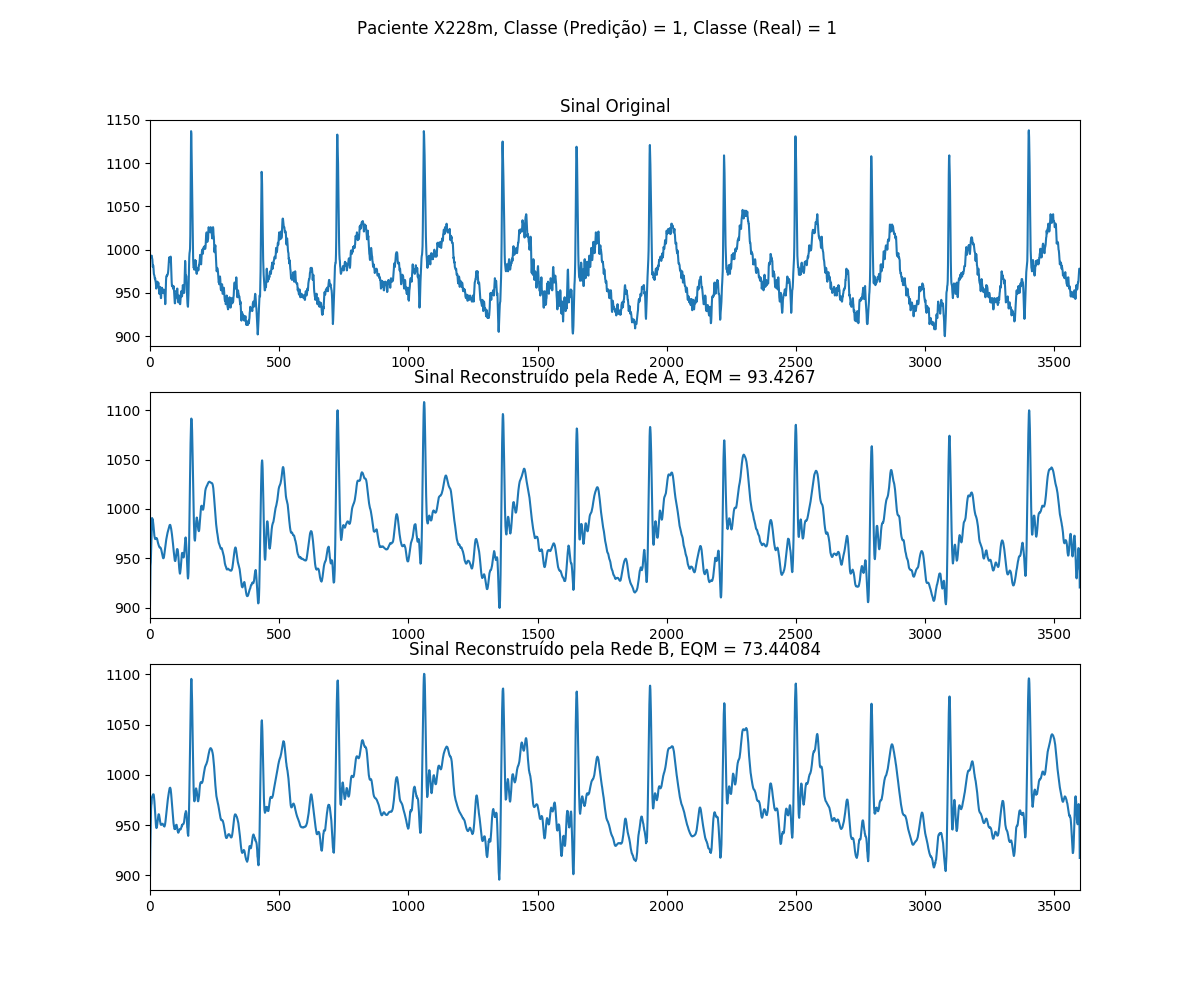 Paciente X228m, Classe (Predição) = 1, Classe (Real) = 1
Sinal Original
1150
1100
1050
1000
950
900
0 500 1000 1500 2000 2500 3000 3500
Sinal Reconstruído pela Rede A, EQM = 93.4267
1100
1050
1000
950
900
0 500 1000 1500 2000 2500 3000 3500
Sinal Reconstruído pela Rede B, EQM = 73.44084
1100
1050
1000
950
900
0 500 1000 1500 2000 2500 3000 3500